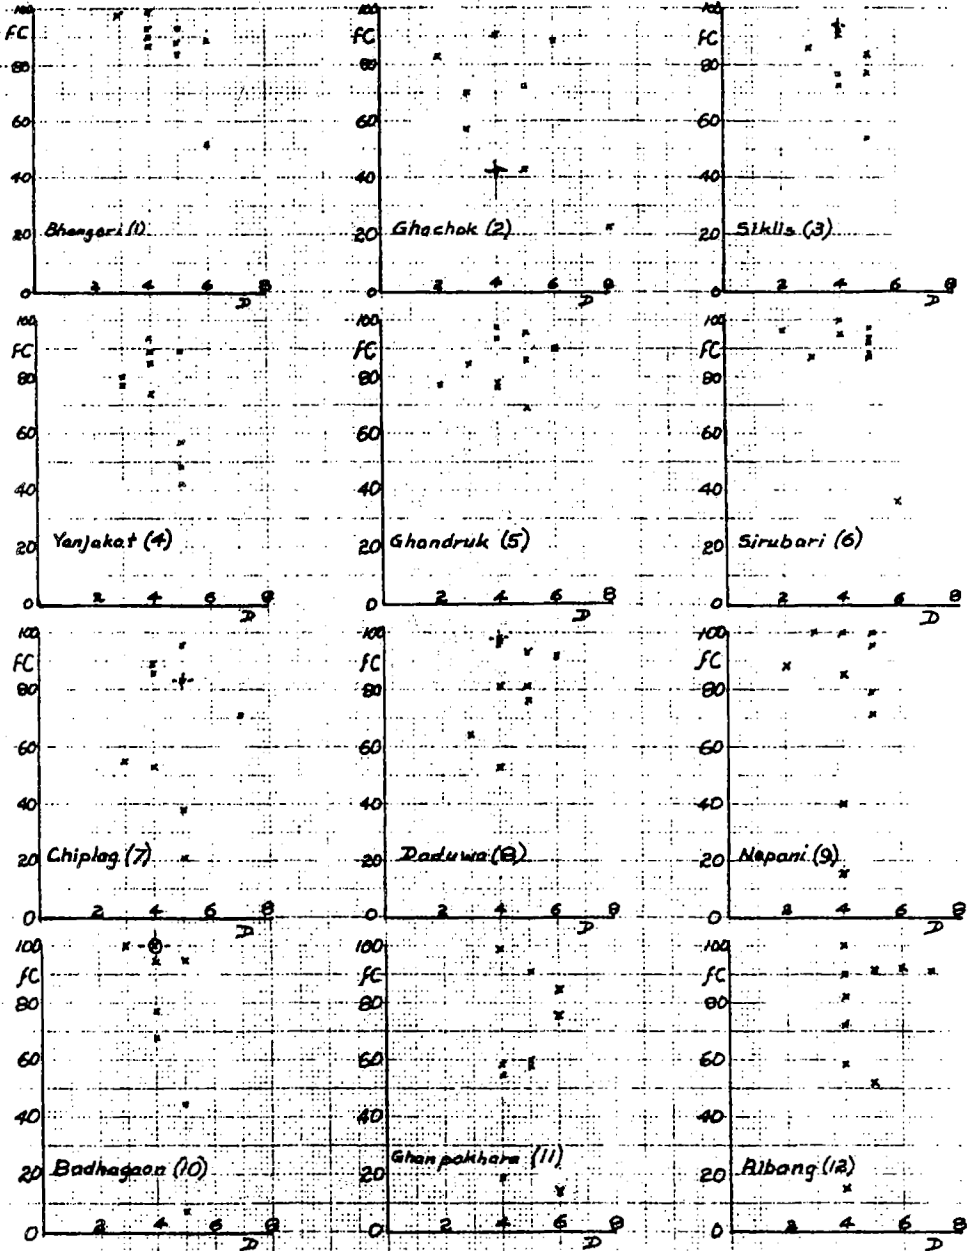 100 100 100
FC FC FC
80 80 80
60 60 60
40 40 40
20 Bhangari (1) 20 Ghachok (2) 20 Siklis (3)
0 2 4 6 8 0 2 4 6 8 0 2 4 6 8
D D D
100 100 100
FC FC FC
80 80 80
60 60 60
40 40 40
20 Yanjakot (4) 20 Ghandruk (5) 20 Sirubari (6)
0 2 4 6 8 0 2 4 6 8 0 2 4 6 8
D D D
100 100 100
FC FC FC
80 80 80
60 60 60
40 40 40
20 Chiplag (7) 20 Daduwa (8) 20 Nepani (9)
0 2 4 6 8 0 2 4 6 8 0 2 4 6 8
D D D
100 100 100
FC FC FC
80 80 80
60 60 60
40 40 40
20 Badhagaon (10) 20 Ghanpokhara (11) 20 Albang (12)
0 2 4 6 8 0 2 4 6 8 0 2 4 6 8
D D D